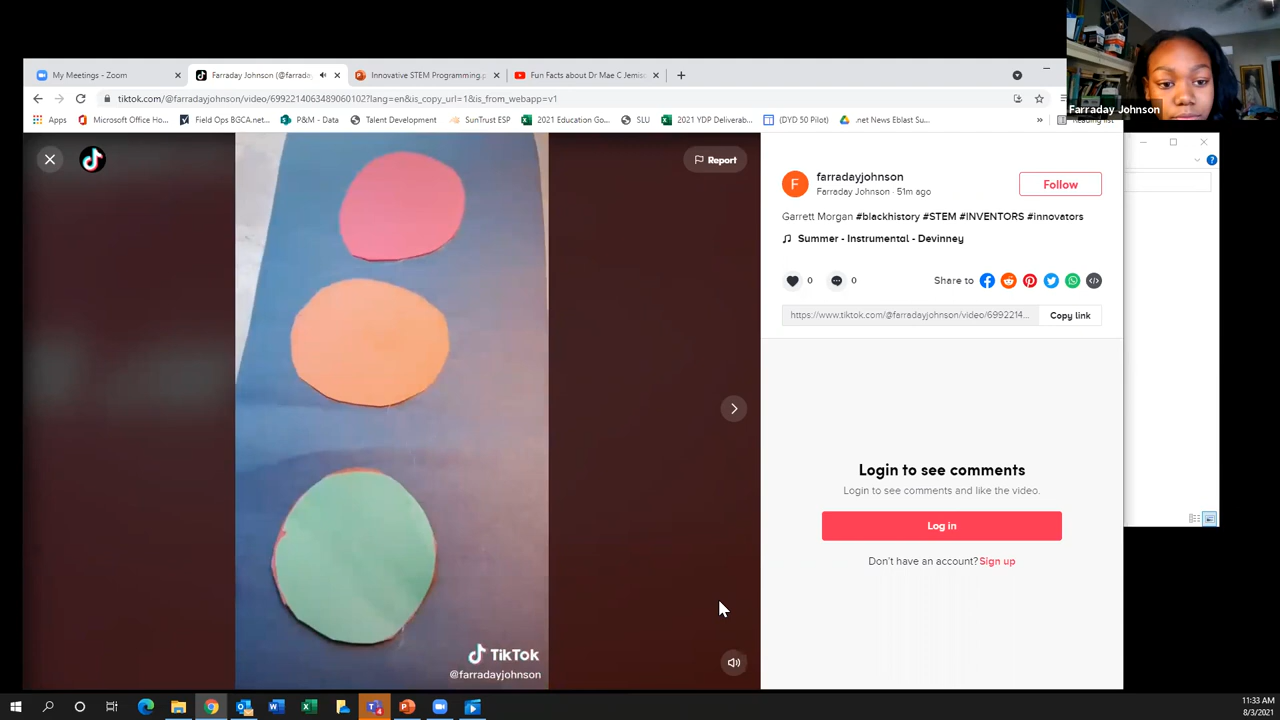 My Meetings - Zoom
Farraday Johnson (@farraday
Innovative STEM Programming.p
Fun Facts about Dr Mae C Jemiso
tiktok.com/@farradayjohnson/video/6992214063489060102?lang=en&is_copy_url=1&is_from_webapp=v1
Farraday Johnson
Apps
Microsoft Office Ho...
Field Ops BGCA.net...
P&M - Data
Talent Development
SunTrust ESP
2021 Education Go...
SLU
2021 YDP Deliverab...
(DYD 50 Pilot)
.net News Eblast Su...
»
Reading list
Report
farradayjohnson
Farraday Johnson · 51m ago
Follow
Garrett Morgan #blackhistory #STEM #INVENTORS #innovators
Summer - Instrumental - Devinney
0
0
Share to
https://www.tiktok.com/@farradayjohnson/video/6992214...
Copy link
Login to see comments
Login to see comments and like the video.
Log in
Don't have an account? Sign up
TikTok
@farradayjohnson
11:33 AM
8/3/2021